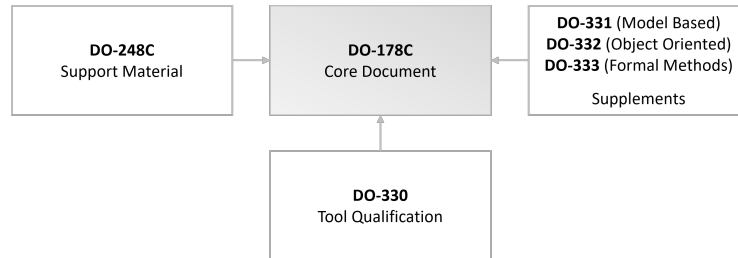 DO-248C
Support Material
DO-178C
Core Document
DO-331 (Model Based)
DO-332 (Object Oriented)
DO-333 (Formal Methods)
Supplements
DO-330
Tool Qualification